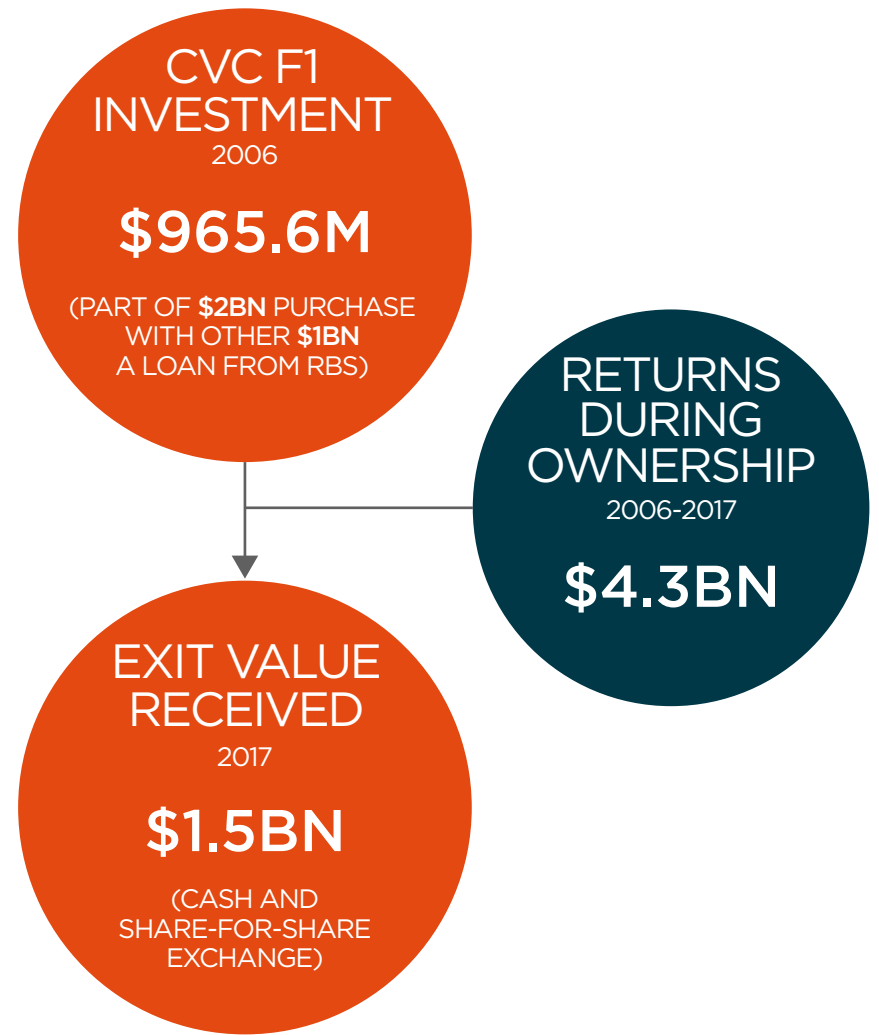 CVC F1
INVESTMENT
2006
$965.6M
(PART OF $2BN PURCHASE
WITH OTHER $1BN
A LOAN FROM RBS)
RETURNS
DURING
OWNERSHIP
2006-2017
$4.3BN
EXIT VALUE
RECEIVED
2017
$1.5BN
(CASH AND
SHARE-FOR-SHARE
EXCHANGE)